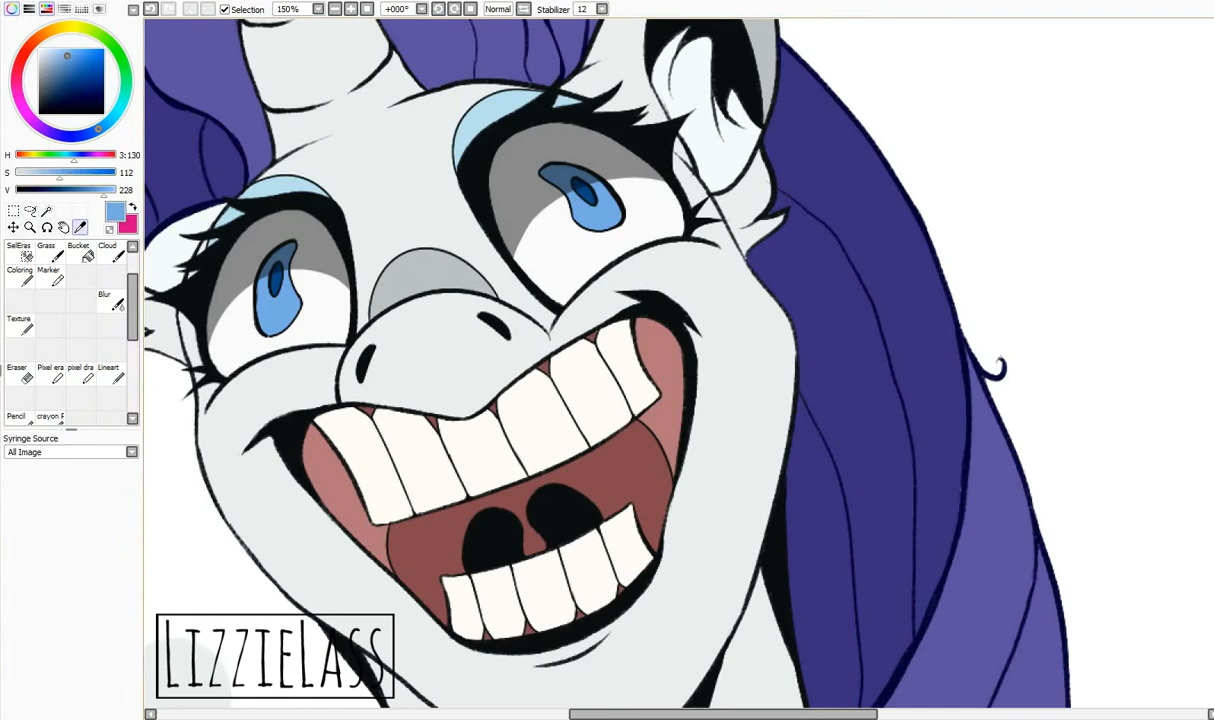 Selection 150% +000° Normal Stabilizer 12
H 3:130
S 112
V 228
SelEras Grass Bucket Cloud
Coloring Marker
Blur
Texture
Eraser Pixel era pixel dra Lineart
Pencil crayon F
Syringe Source
All Image
LIZZIELASS